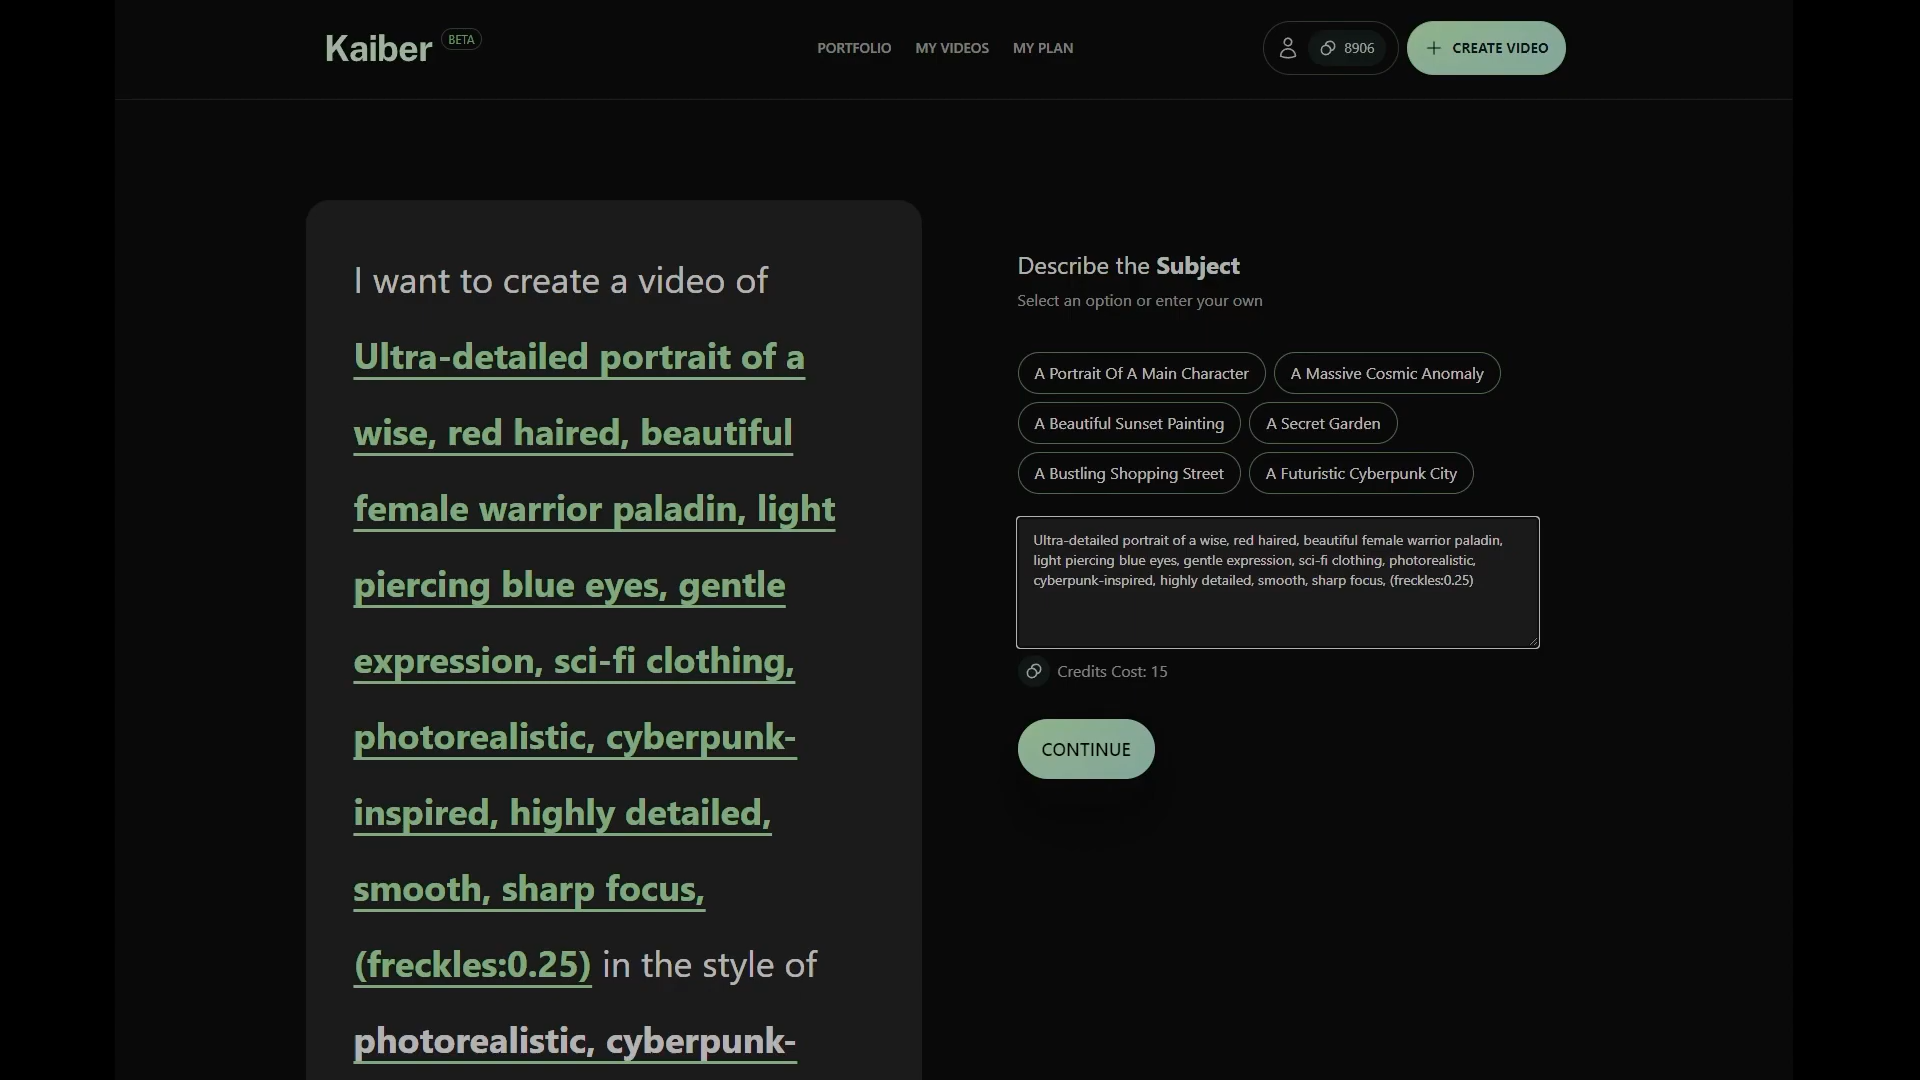 Kaiber BETA
PORTFOLIO MY VIDEOS MY PLAN
8906
CREATE VIDEO
I want to create a video of
Ultra-detailed portrait of a
wise, red haired, beautiful
female warrior paladin, light
piercing blue eyes, gentle
expression, sci-fi clothing,
photorealistic, cyberpunk-
inspired, highly detailed,
smooth, sharp focus,
(freckles:0.25) in the style of
photorealistic, cyberpunk-
Describe the Subject
Select an option or enter your own
A Portrait Of A Main Character
A Massive Cosmic Anomaly
A Beautiful Sunset Painting
A Secret Garden
A Bustling Shopping Street
A Futuristic Cyberpunk City
Ultra-detailed portrait of a wise, red haired, beautiful female warrior paladin,
light piercing blue eyes, gentle expression, sci-fi clothing, photorealistic,
cyberpunk-inspired, highly detailed, smooth, sharp focus, (freckles:0.25)
Credits Cost: 15
CONTINUE